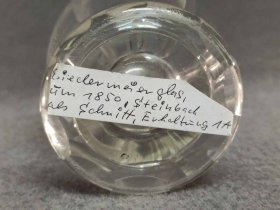 Biedermeierglas,
um 1850, Steinbach
als Schnitt, Erhaltung 1A